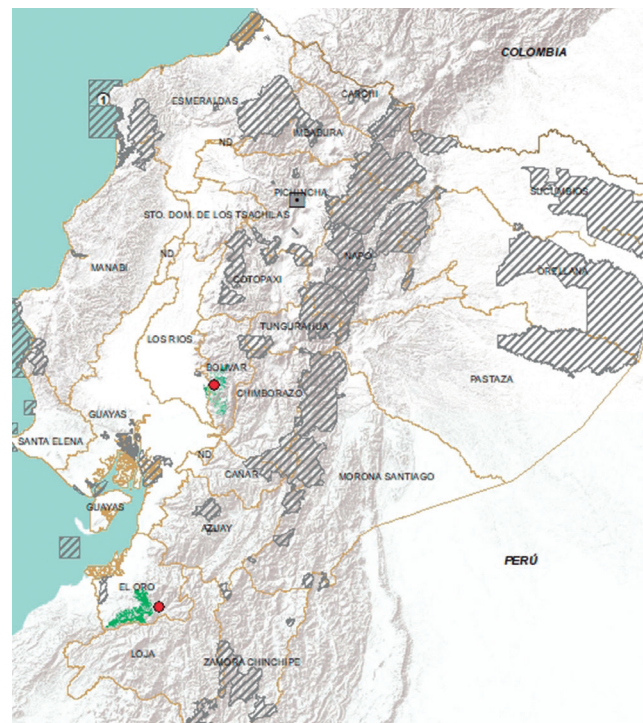 COLOMBIA
1
CARCHI
ESMERALDAS
IMBABURA
ND
PICHINCHA
SUCUMBIOS
STO. DOM. DE LOS TSACHILAS
ORELLANA
ND
NAPO
MANABI
COTOPAXI
TUNGURAHUA
LOS RIOS
BOLIVAR
PASTAZA
CHIMBORAZO
GUAYAS
SANTA ELENA
ND
CAÑAR
MORONA SANTIAGO
GUAYAS
AZUAY
PERÚ
EL ORO
LOJA
ZAMORA CHINCHIPE